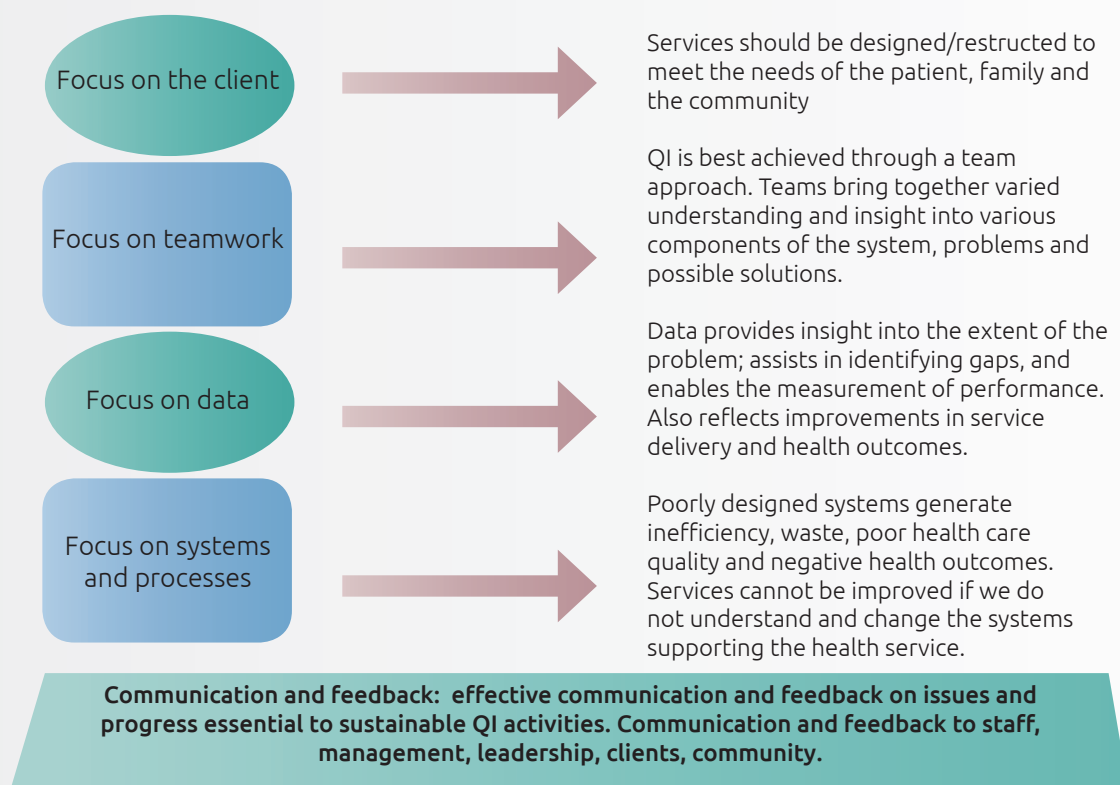 Focus on the client
Services should be designed/restructed to
meet the needs of the patient, family and
the community
Focus on teamwork
QI is best achieved through a team
approach. Teams bring together varied
understanding and insight into various
components of the system, problems and
possible solutions.
Focus on data
Data provides insight into the extent of the
problem; assists in identifying gaps, and
enables the measurement of performance.
Also reflects improvements in service
delivery and health outcomes.
Focus on systems
and processes
Poorly designed systems generate
inefficiency, waste, poor health care
quality and negative health outcomes.
Services cannot be improved if we do
not understand and change the systems
supporting the health service.
Communication and feedback:  effective communication and feedback on issues and
progress essential to sustainable QI activities. Communication and feedback to staff,
management, leadership, clients, community.